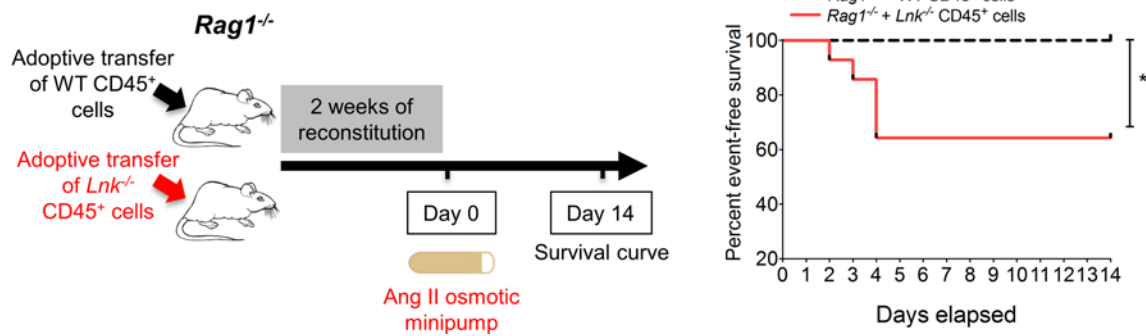 Rag1-/-
Adoptive transfer
of WT CD45+
cells
Adoptive transfer
of Lnk-/-
CD45+ cells
2 weeks of
reconstitution
Day 0
Day 14
Survival curve
Ang II osmotic
minipump
Rag1-/- + Lnk-/- CD45+ cells
Percent event-free survival
100
80
60
40
20
0 1 2 3 4 5 6 7 8 9 10 11 12 13 14
Days elapsed
*